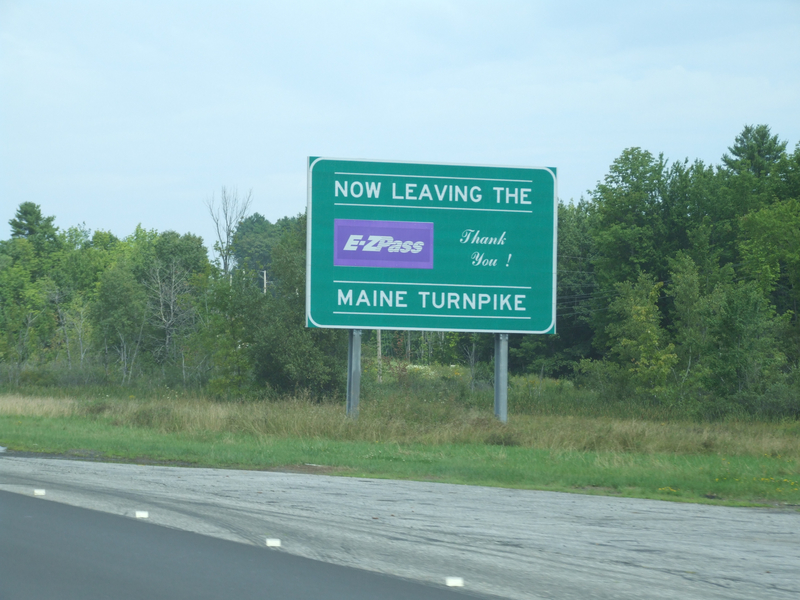 NOW LEAVING THE
E-ZPass
Thank
You !
MAINE TURNPIKE